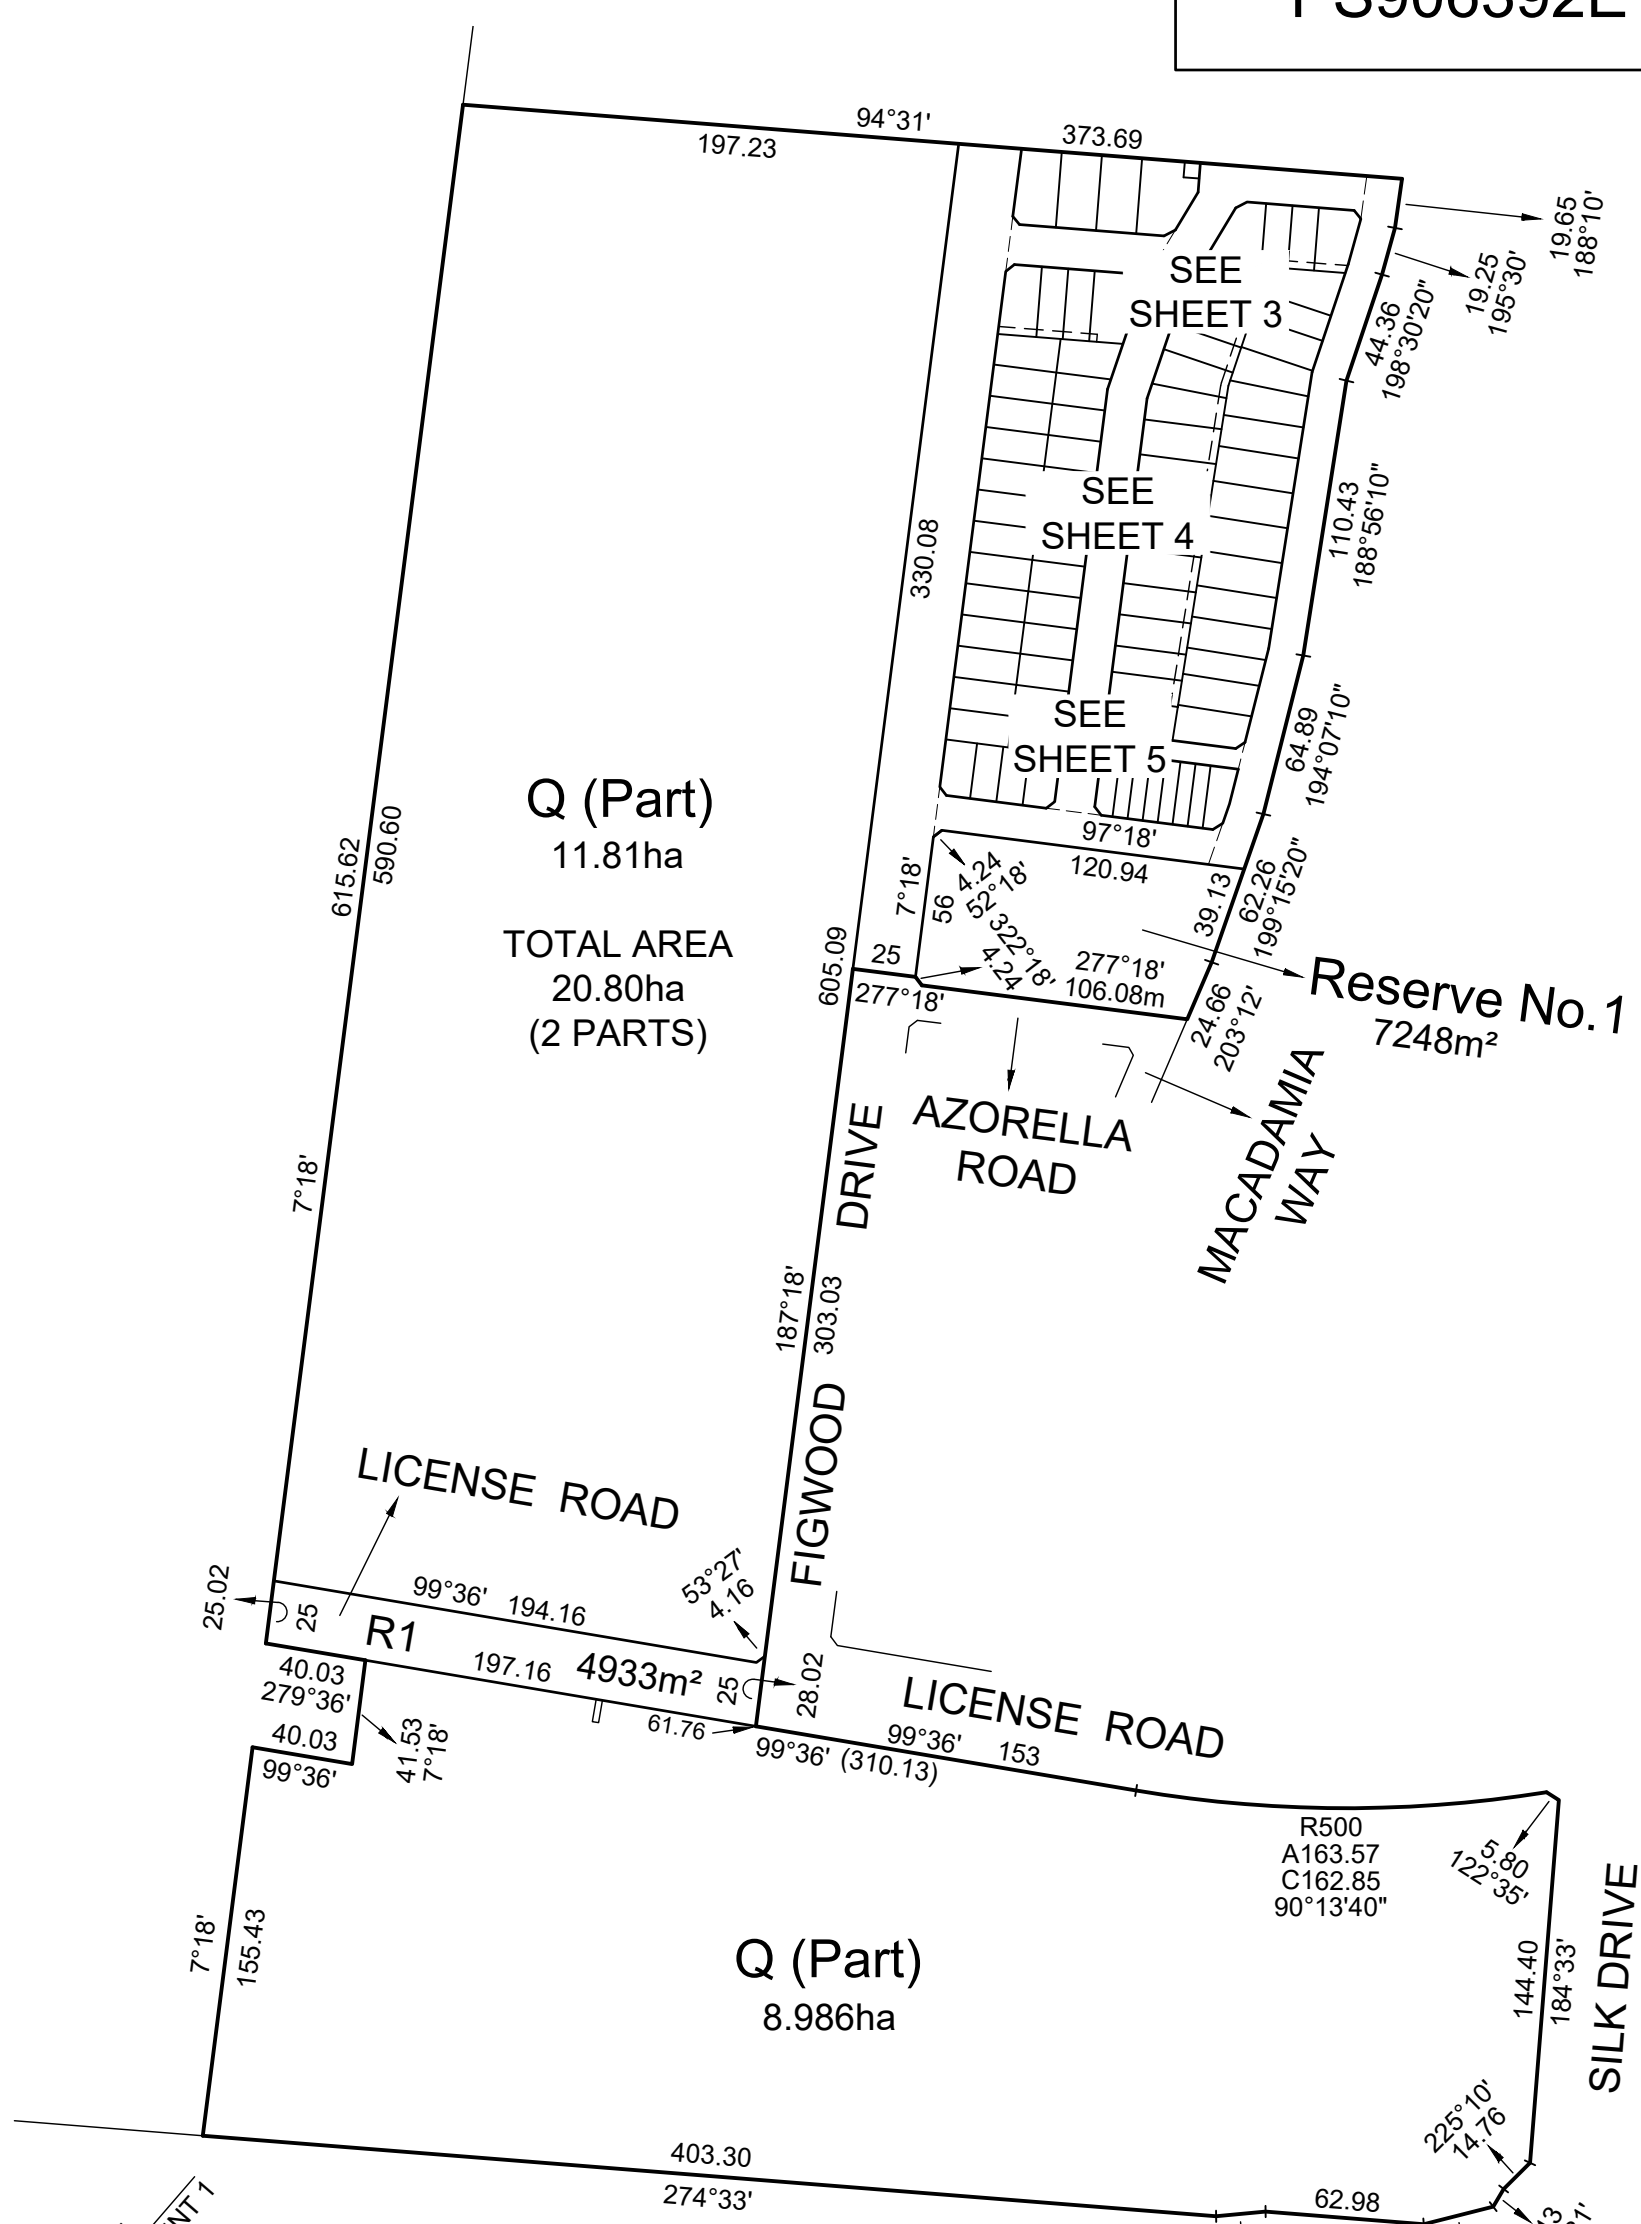 94°31'
373.69
197.23
19.65
188°10'
19.25
195°30'
SEE
SHEET 3
44.36
198°30'20"
SEE
SHEET 4
110.43
188°56'10"
330.08
SEE
SHEET 5
64.89
194°07'10"
Q (Part)
11.81ha
615.62
590.60
97°18'
120.94
7°18'
56
4.24
52°18'
39.13
62.26
199°15'20"
TOTAL AREA
20.80ha
(2 PARTS)
605.09
25
277°18'
322°18'
4.24
277°18'
106.08m
Reserve No.1
7248m²
24.66
203°12'
AZORELLA
ROAD
MACADAMIA
WAY
7°18'
DRIVE
187°18'
303.03
FIGWOOD
LICENSE ROAD
25.02
25
99°36' 194.16
53°27'
4.16
R1
197.16
4933m²
25
28.02
40.03
279°36'
61.76
LICENSE ROAD
40.03
99°36'
41.53
7°18'
99°36' (310.13)
99°36' 153
R500
A163.57
C162.85
90°13'40"
5.80
122°35'
7°18'
155.43
Q (Part)
8.986ha
144.40
184°33'
SILK DRIVE
225°10'
14.76
403.30
274°33'
62.98